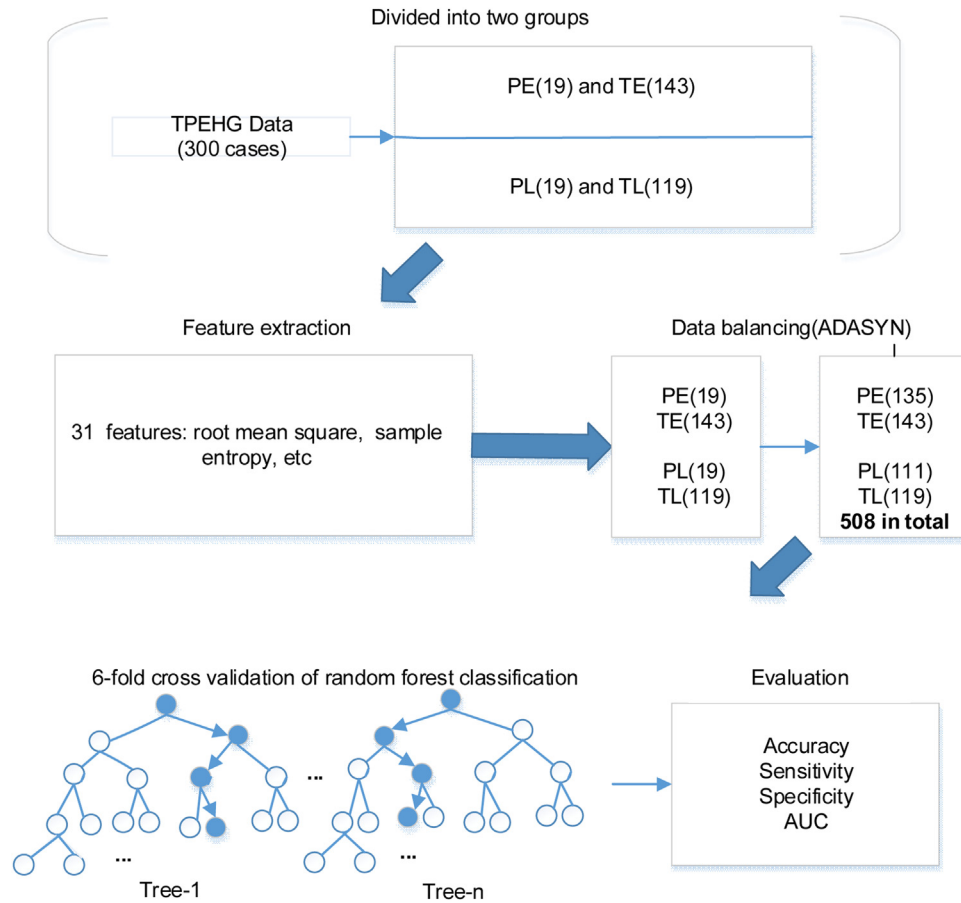 Divided into two groups
TPEHG Data
(300 cases)
PE(19) and TE(143)
PL(19) and TL(119)
Feature extraction
31 features: root mean square, sample
entropy, etc
Data balancing(ADASYN)
PE(19)
TE(143)
PL(19)
TL(119)
PE(135)
TE(143)
PL(111)
TL(119)
508 in total
6-fold cross validation of random forest classification
...
...
...
Tree-1
Tree-n
Evaluation
Accuracy
Sensitivity
Specificity
AUC